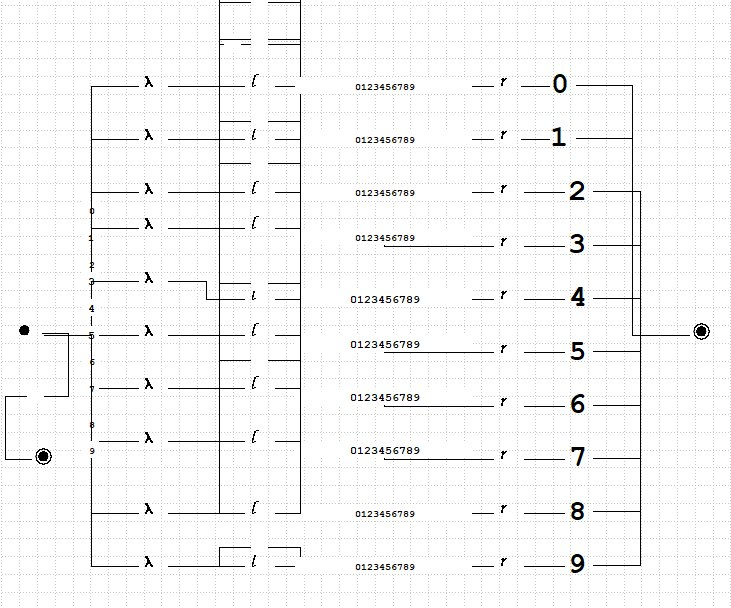 λ l 0123456789 r 0
λ l 0123456789 r 1
λ l 0123456789 r 2
0
λ l 0123456789 r 3
1
2
λ l 0123456789 r 4
3
4
λ l 0123456789 r 5
5
6
λ l 0123456789 r 6
7
8
λ l 0123456789 r 7
9
λ l 0123456789 r 8
λ l 0123456789 r 9